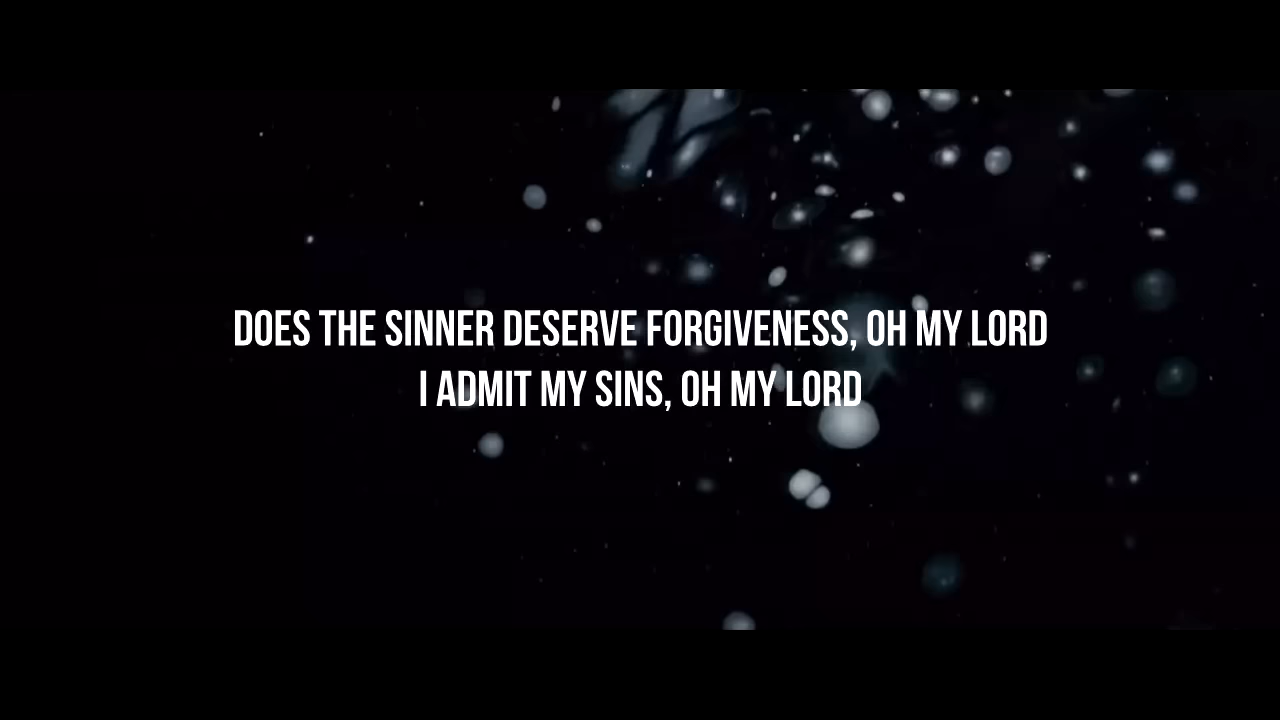 DOES THE SINNER DESERVE FORGIVENESS, OH MY LORD
I ADMIT MY SINS, OH MY LORD